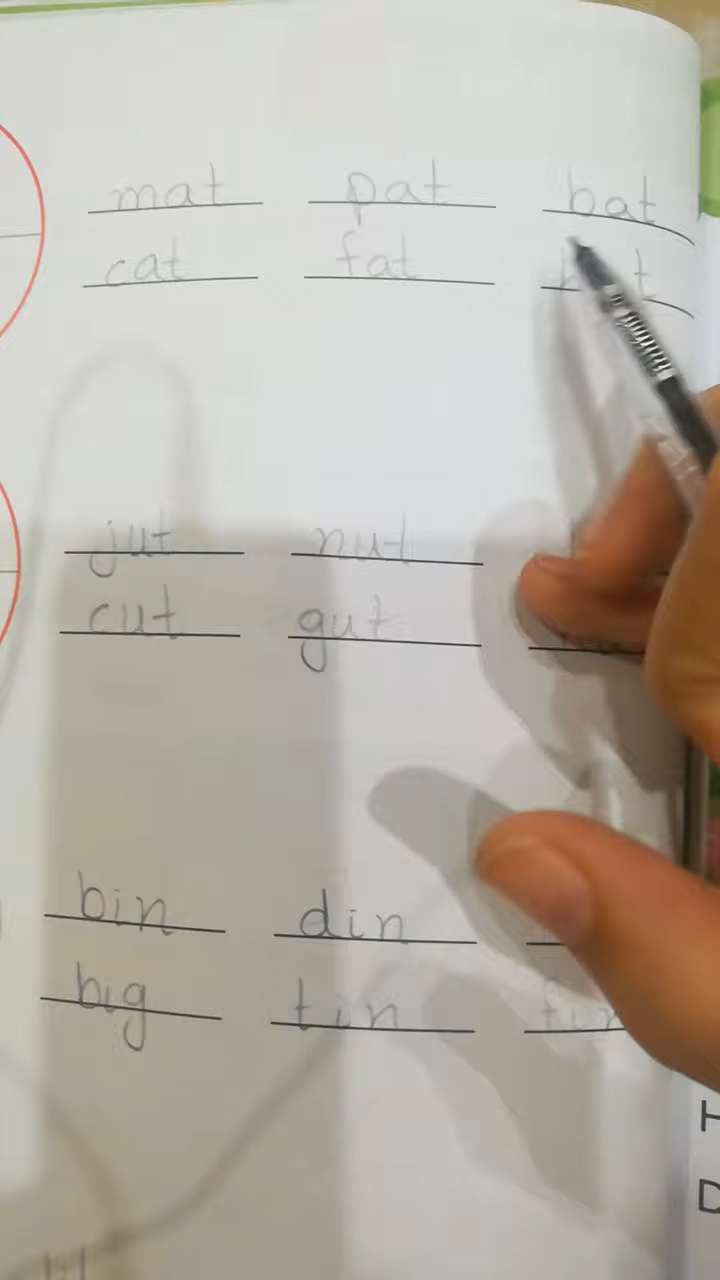 mat pat bat
cat fat
jut nut
cut gut
bin din
big tin